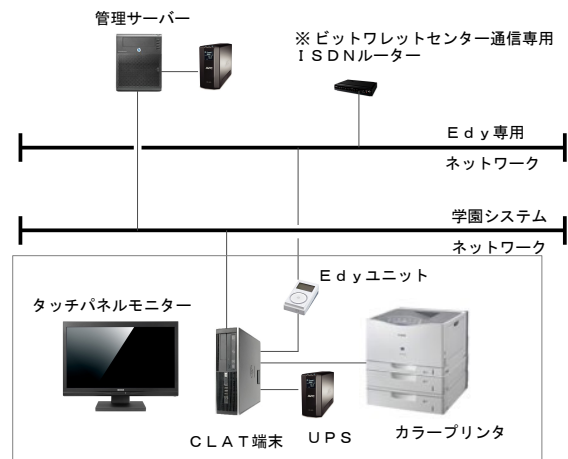 管理サーバー
※ビットワレットセンター通信専用
ＩＳＤＮルーター
Ｅｄｙ専用
ネットワーク
学園システム
ネットワーク
Ｅｄｙユニット
タッチパネルモニター
ＣＬＡＴ端末
ＵＰＳ
カラープリンタ